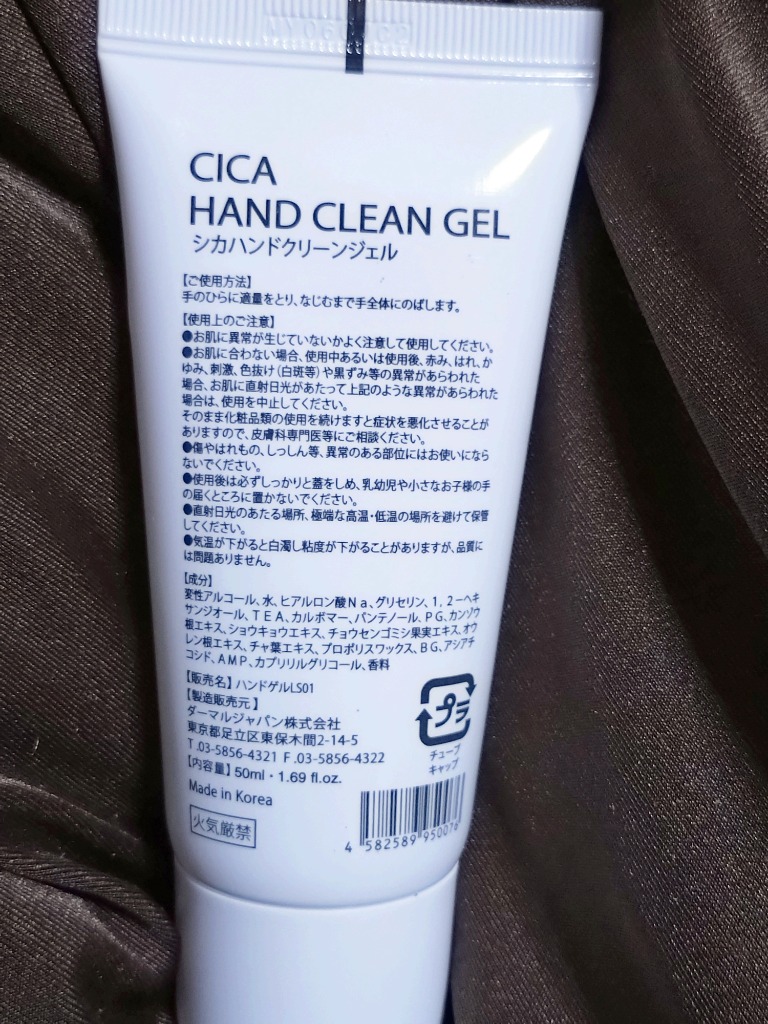 CICA
HAND CLEAN GEL
シカハンドクリーンジェル
【ご使用方法】
手のひらに適量をとり、なじむまで手全体にのばします。
【使用上のご注意】
●お肌に異常が生じていないかよく注意して使用してください。
●お肌に合わない場合、使用中あるいは使用後、赤み、はれ、か
ゆみ、刺激、色抜け(白斑等)や黒ずみ等の異常があらわれた
場合、お肌に直射日光があたって上記のような異常があらわれた
場合は、使用を中止してください。
そのまま化粧品類の使用を続けますと症状を悪化させることが
ありますので、皮膚科専門医等にご相談ください。
●傷やはれもの、しっしん等、異常のある部位にはお使いになら
ないでください。
●使用後は必ずしっかりと蓋をしめ、乳幼児や小さなお子様の手
の届くところに置かないでください。
●直射日光のあたる場所、極端な高温・低温の場所を避けて保管
してください。
●気温が下がると白濁し粘度が下がることがありますが、品質に
は問題ありません。
【成分】
変性アルコール、水、ヒアルロン酸Na、グリセリン、1,2-ヘキ
サンジオール、TEA、カルボマー、パンテノール、PG、カンゾウ
根エキス、ショウキョウエキス、チョウセンゴミシ果実エキス、オウ
レン根エキス、チャ葉エキス、プロポリスワックス、BG、アシアチ
コシド、AMP、カプリリルグリコール、香料
【販売名】ハンドゲルLS01
【製造販売元】
ダーマルジャパン株式会社
東京都足立区東保木間2-14-5
T.03-5856-4321 F.03-5856-4322
【内容量】50ml・1.69 fl.oz.
Made in Korea
火気厳禁
プラ
チューブ
キャップ
4 582589 950076